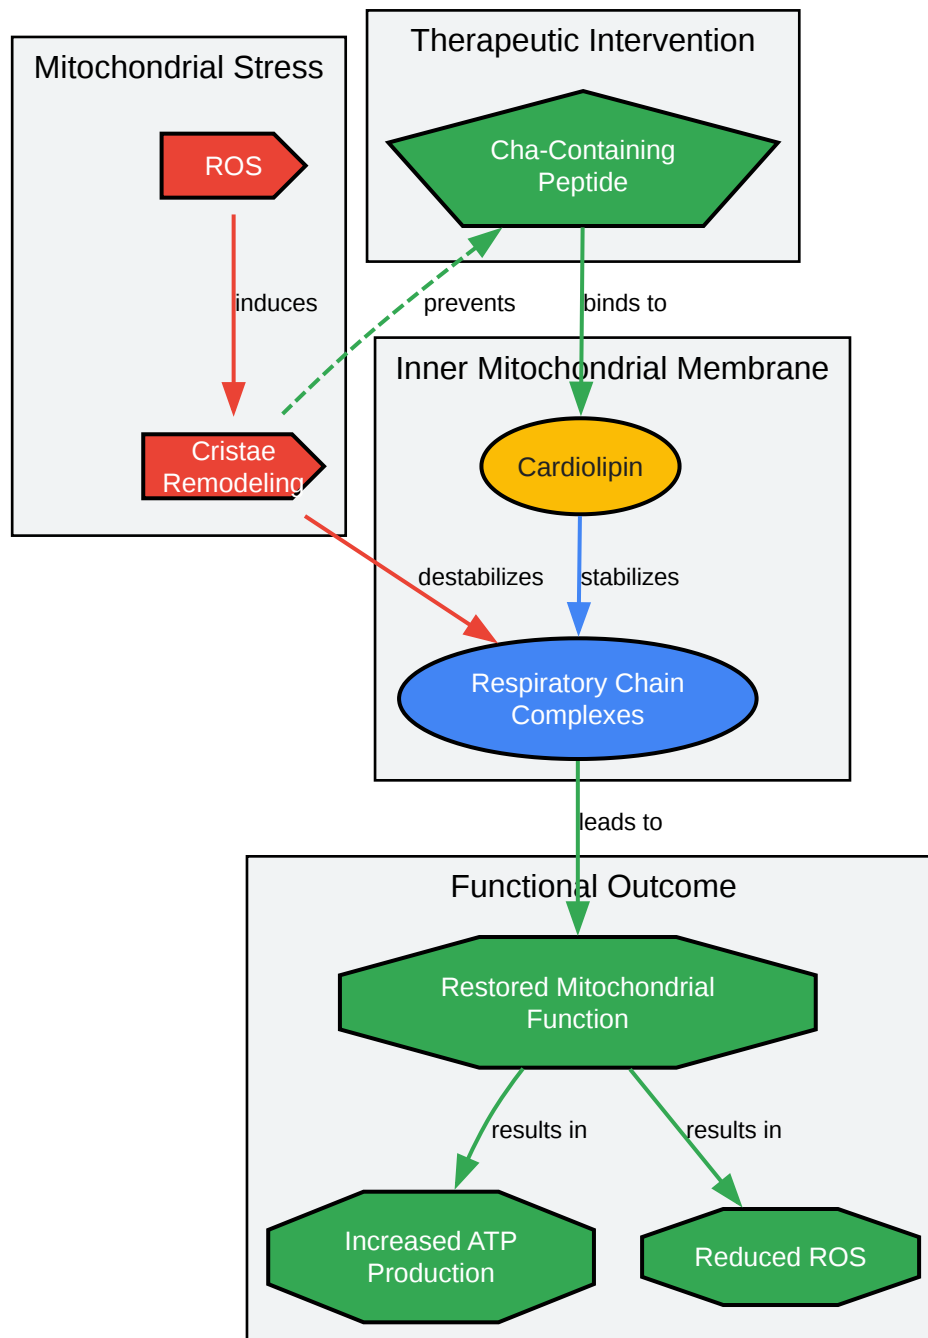 Therapeutic Intervention
Mitochondrial Stress
Cha-Containing
Peptide
ROS
induces
prevents
binds to
Inner Mitochondrial Membrane
Cristae
Remodeling
Cardiolipin
destabilizes
stabilizes
Respiratory Chain
Complexes
leads to
Functional Outcome
Restored Mitochondrial
Function
results in
results in
Increased ATP
Production
Reduced ROS